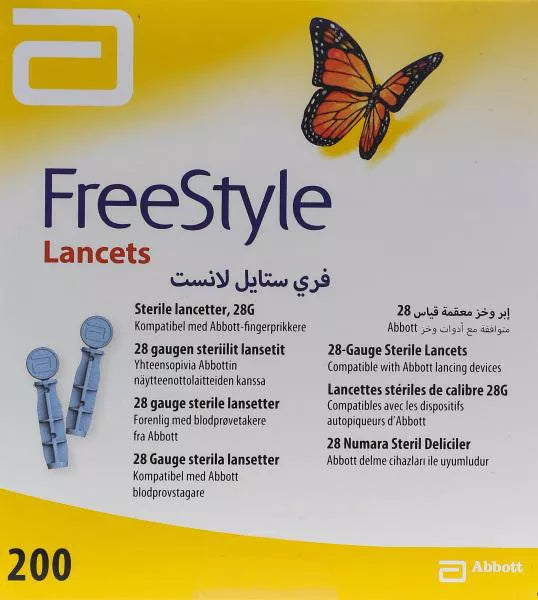 FreeStyle
Lancets
فري ستايل لانست
Sterile lancetter, 28G
Kompatibel med Abbott-fingerprikkere
28 gaugen steriilit lansetit
Yhteensopivia Abbottin
näytteenottolaitteiden kanssa
28 gauge sterile lansetter
Forenlig med blodprøvetakere
fra Abbott
28 Gauge sterila lansetter
Kompatibel med Abbott
blodprovstagare
إبر وخز معقمة قياس 28
متوافقة مع أدوات وخز Abbott
28-Gauge Sterile Lancets
Compatible with Abbott lancing devices
Lancettes stériles de calibre 28G
Compatibles avec les dispositifs
autopiqueurs d'Abbott
28 Numara Steril Deliciler
Abbott delme cihazları ile uyumludur
200
Abbott